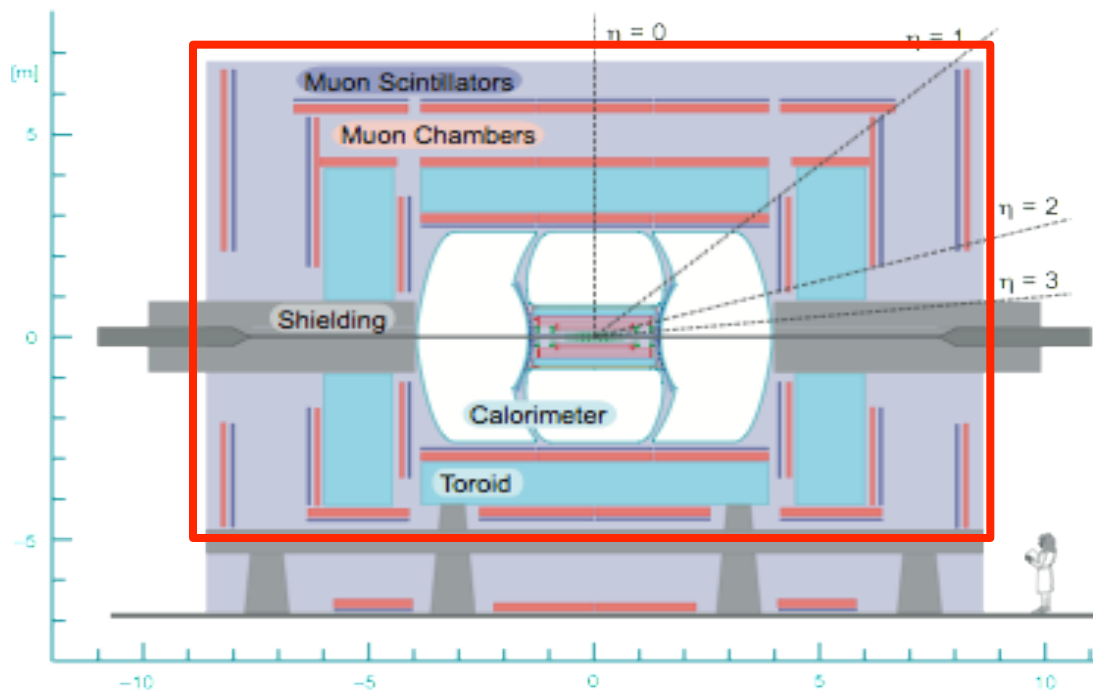 η = 0
η = 1
[m]
Muon Scintillators
5
Muon Chambers
η = 2
η = 3
Shielding
0
Calorimeter
Toroid
-5
-10
-5
0
5
10